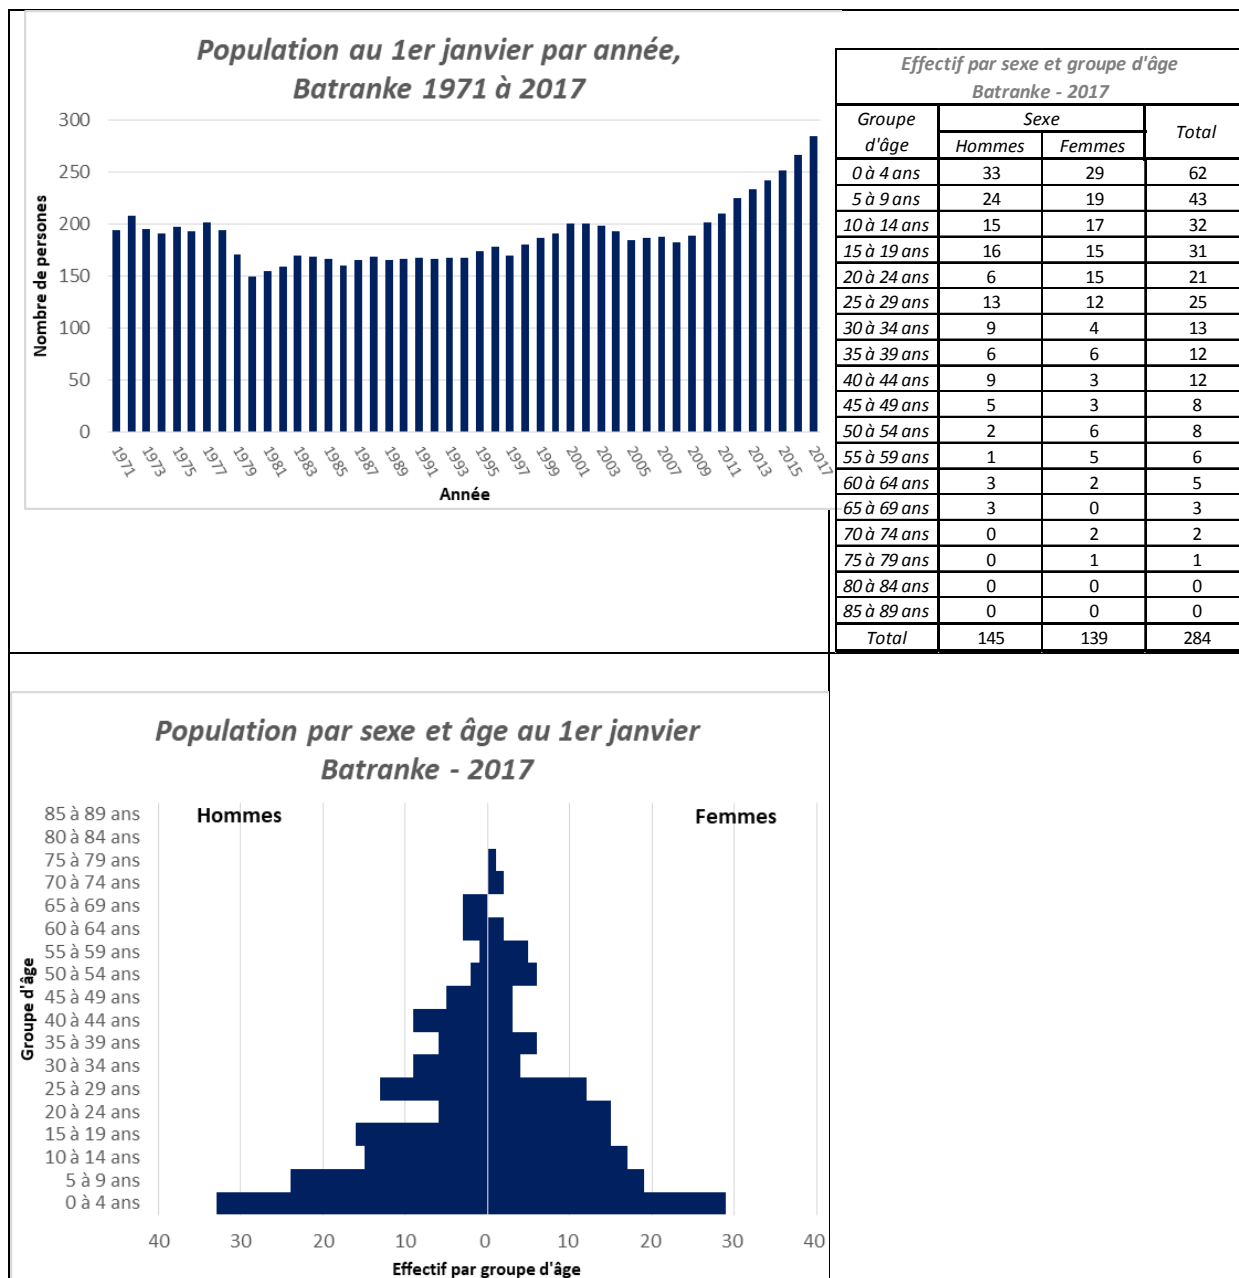 Population au 1er janvier par année,
Batranke 1971 à 2017
300
250
200
150
100
50
0
Nombre de persones
1971 1973 1975 1977 1979 1981 1983 1985 1987 1989 1991 1993 1995 1997 1999 2001 2003 2005 2007 2009 2011 2013 2015 2017
Année
Effectif par sexe et groupe d'âge
Batranke - 2017
Groupe d'âge Sexe Total
Hommes Femmes
0 à 4 ans 33 29 62
5 à 9 ans 24 19 43
10 à 14 ans 15 17 32
15 à 19 ans 16 15 31
20 à 24 ans 6 15 21
25 à 29 ans 13 12 25
30 à 34 ans 9 4 13
35 à 39 ans 6 6 12
40 à 44 ans 9 3 12
45 à 49 ans 5 3 8
50 à 54 ans 2 6 8
55 à 59 ans 1 5 6
60 à 64 ans 3 2 5
65 à 69 ans 3 0 3
70 à 74 ans 0 2 2
75 à 79 ans 0 1 1
80 à 84 ans 0 0 0
85 à 89 ans 0 0 0
Total 145 139 284
Population par sexe et âge au 1er janvier
Batranke - 2017
Hommes Femmes
85 à 89 ans
80 à 84 ans
75 à 79 ans
70 à 74 ans
65 à 69 ans
60 à 64 ans
55 à 59 ans
50 à 54 ans
45 à 49 ans
40 à 44 ans
35 à 39 ans
30 à 34 ans
25 à 29 ans
20 à 24 ans
15 à 19 ans
10 à 14 ans
5 à 9 ans
0 à 4 ans
Groupe d'âge
40 30 20 10 0 10 20 30 40
Effectif par groupe d'âge